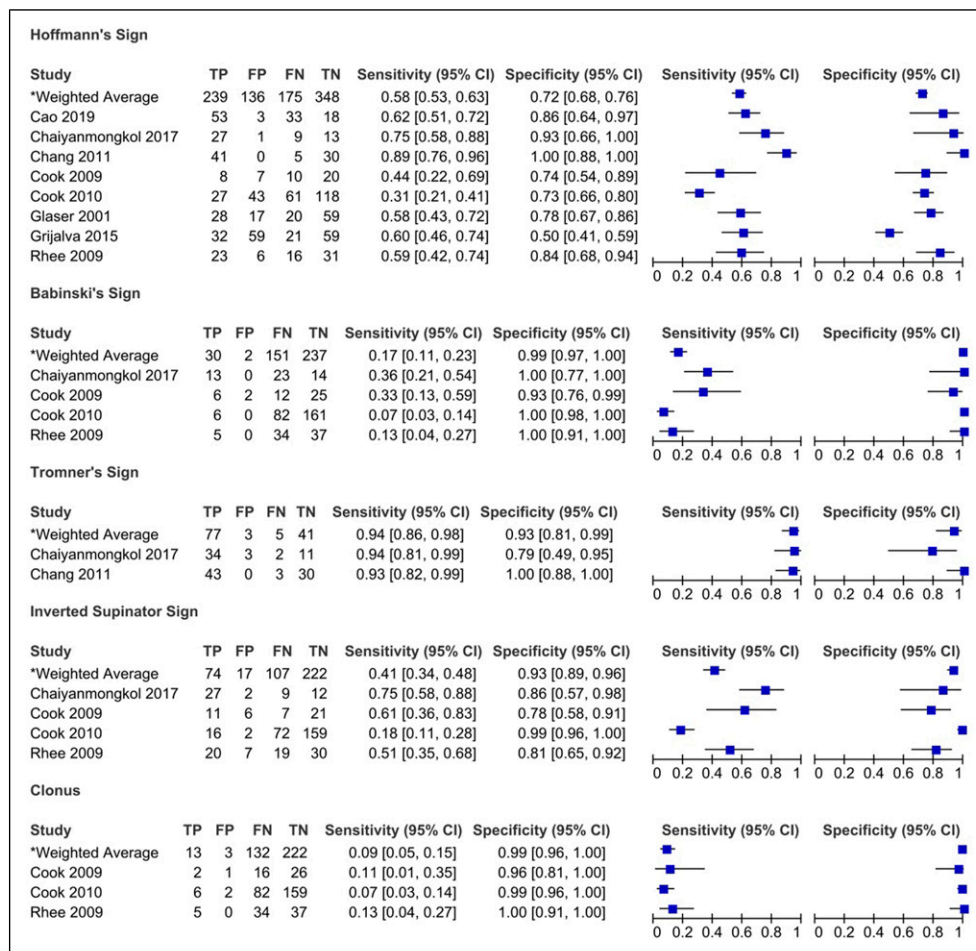 Hoffmann's Sign
Study TP FP FN TN Sensitivity (95% CI) Specificity (95% CI) Sensitivity (95% CI) Specificity (95% CI)
*Weighted Average 239 136 175 348 0.58 [0.53, 0.63] 0.72 [0.68, 0.76]
Cao 2019 53 3 33 18 0.62 [0.51, 0.72] 0.86 [0.64, 0.97]
Chaiyanmongkol 2017 27 1 9 13 0.75 [0.58, 0.88] 0.93 [0.66, 1.00]
Chang 2011 41 0 5 30 0.89 [0.76, 0.96] 1.00 [0.88, 1.00]
Cook 2009 8 7 10 20 0.44 [0.22, 0.69] 0.74 [0.54, 0.89]
Cook 2010 27 43 61 118 0.31 [0.21, 0.41] 0.73 [0.66, 0.80]
Glaser 2001 28 17 20 59 0.58 [0.43, 0.72] 0.78 [0.67, 0.86]
Grijalva 2015 32 59 21 59 0.60 [0.46, 0.74] 0.50 [0.41, 0.59]
Rhee 2009 23 6 16 31 0.59 [0.42, 0.74] 0.84 [0.68, 0.94]
0 0.2 0.4 0.6 0.8 1 0 0.2 0.4 0.6 0.8 1
Babinski's Sign
Study TP FP FN TN Sensitivity (95% CI) Specificity (95% CI) Sensitivity (95% CI) Specificity (95% CI)
*Weighted Average 30 2 151 237 0.17 [0.11, 0.23] 0.99 [0.97, 1.00]
Chaiyanmongkol 2017 13 0 23 14 0.36 [0.21, 0.54] 1.00 [0.77, 1.00]
Cook 2009 6 2 12 25 0.33 [0.13, 0.59] 0.93 [0.76, 0.99]
Cook 2010 6 0 82 161 0.07 [0.03, 0.14] 1.00 [0.98, 1.00]
Rhee 2009 5 0 34 37 0.13 [0.04, 0.27] 1.00 [0.91, 1.00]
0 0.2 0.4 0.6 0.8 1 0 0.2 0.4 0.6 0.8 1
Tromner's Sign
Study TP FP FN TN Sensitivity (95% CI) Specificity (95% CI) Sensitivity (95% CI) Specificity (95% CI)
*Weighted Average 77 3 5 41 0.94 [0.86, 0.98] 0.93 [0.81, 0.99]
Chaiyanmongkol 2017 34 3 2 11 0.94 [0.81, 0.99] 0.79 [0.49, 0.95]
Chang 2011 43 0 3 30 0.93 [0.82, 0.99] 1.00 [0.88, 1.00]
0 0.2 0.4 0.6 0.8 1 0 0.2 0.4 0.6 0.8 1
Inverted Supinator Sign
Study TP FP FN TN Sensitivity (95% CI) Specificity (95% CI) Sensitivity (95% CI) Specificity (95% CI)
*Weighted Average 74 17 107 222 0.41 [0.34, 0.48] 0.93 [0.89, 0.96]
Chaiyanmongkol 2017 27 2 9 12 0.75 [0.58, 0.88] 0.86 [0.57, 0.98]
Cook 2009 11 6 7 21 0.61 [0.36, 0.83] 0.78 [0.58, 0.91]
Cook 2010 16 2 72 159 0.18 [0.11, 0.28] 0.99 [0.96, 1.00]
Rhee 2009 20 7 19 30 0.51 [0.35, 0.68] 0.81 [0.65, 0.92]
0 0.2 0.4 0.6 0.8 1 0 0.2 0.4 0.6 0.8 1
Clonus
Study TP FP FN TN Sensitivity (95% CI) Specificity (95% CI) Sensitivity (95% CI) Specificity (95% CI)
*Weighted Average 13 3 132 222 0.09 [0.05, 0.15] 0.99 [0.96, 1.00]
Cook 2009 2 1 16 26 0.11 [0.01, 0.35] 0.96 [0.81, 1.00]
Cook 2010 6 2 82 159 0.07 [0.03, 0.14] 0.99 [0.96, 1.00]
Rhee 2009 5 0 34 37 0.13 [0.04, 0.27] 1.00 [0.91, 1.00]
0 0.2 0.4 0.6 0.8 1 0 0.2 0.4 0.6 0.8 1